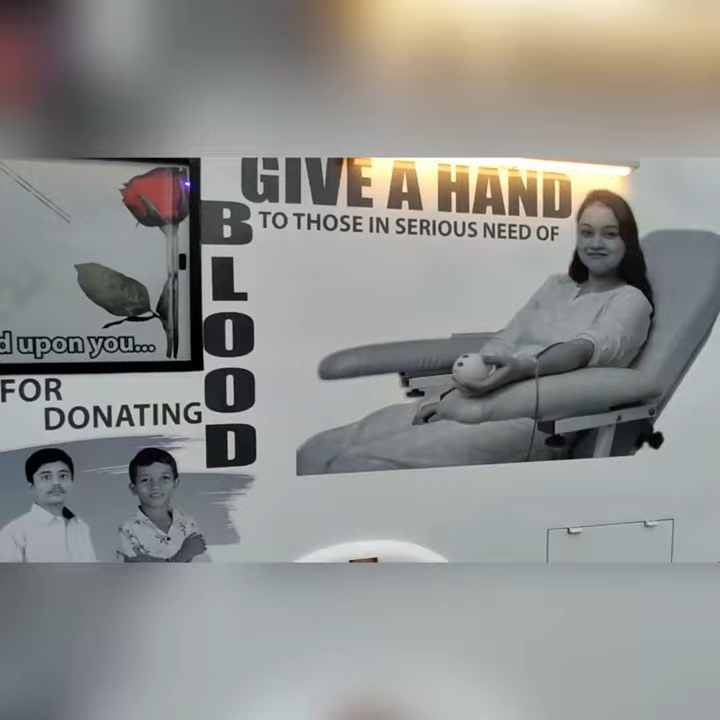 GIVE A HAND
TO THOSE IN SERIOUS NEED OF
BLOOD
d upon you...
FOR
DONATING